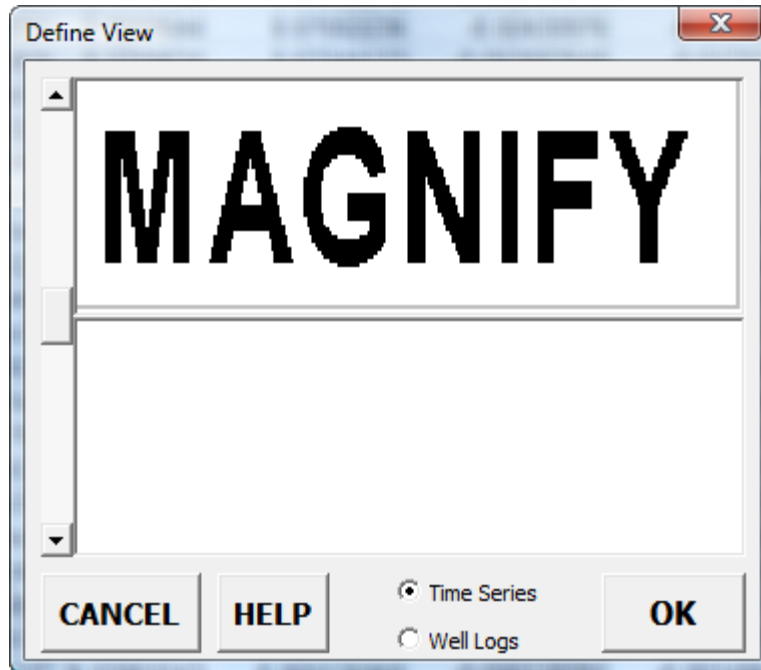 Define View
MAGNIFY
Time Series
CANCEL HELP OK
Well Logs